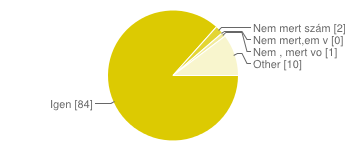 Nem mert szám [2]
Nem mert,em v [0]
Nem , mert vo [1]
Other [10]
Igen [84]